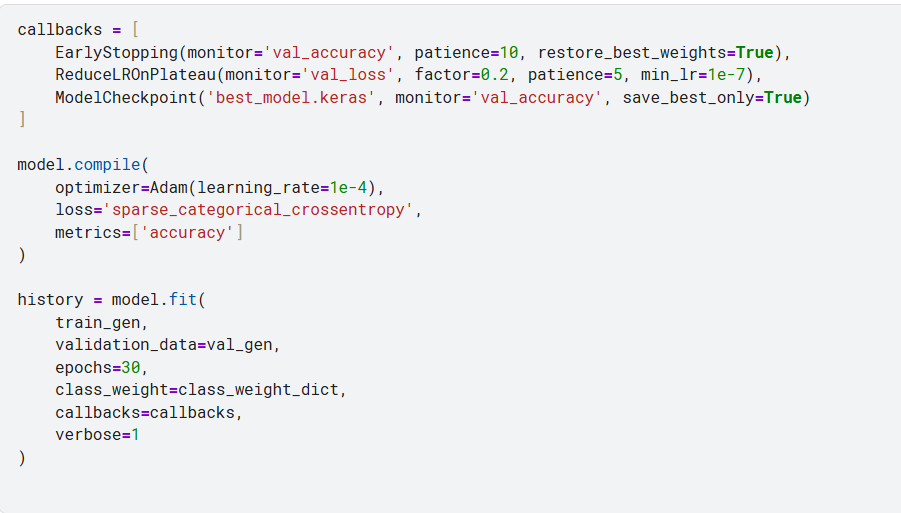 callbacks = [
    EarlyStopping(monitor='val_accuracy', patience=10, restore_best_weights=True),
    ReduceLROnPlateau(monitor='val_loss', factor=0.2, patience=5, min_lr=1e-7),
    ModelCheckpoint('best_model.keras', monitor='val_accuracy', save_best_only=True)
]

model.compile(
    optimizer=Adam(learning_rate=1e-4),
    loss='sparse_categorical_crossentropy',
    metrics=['accuracy']
)

history = model.fit(
    train_gen,
    validation_data=val_gen,
    epochs=30,
    class_weight=class_weight_dict,
    callbacks=callbacks,
    verbose=1
)